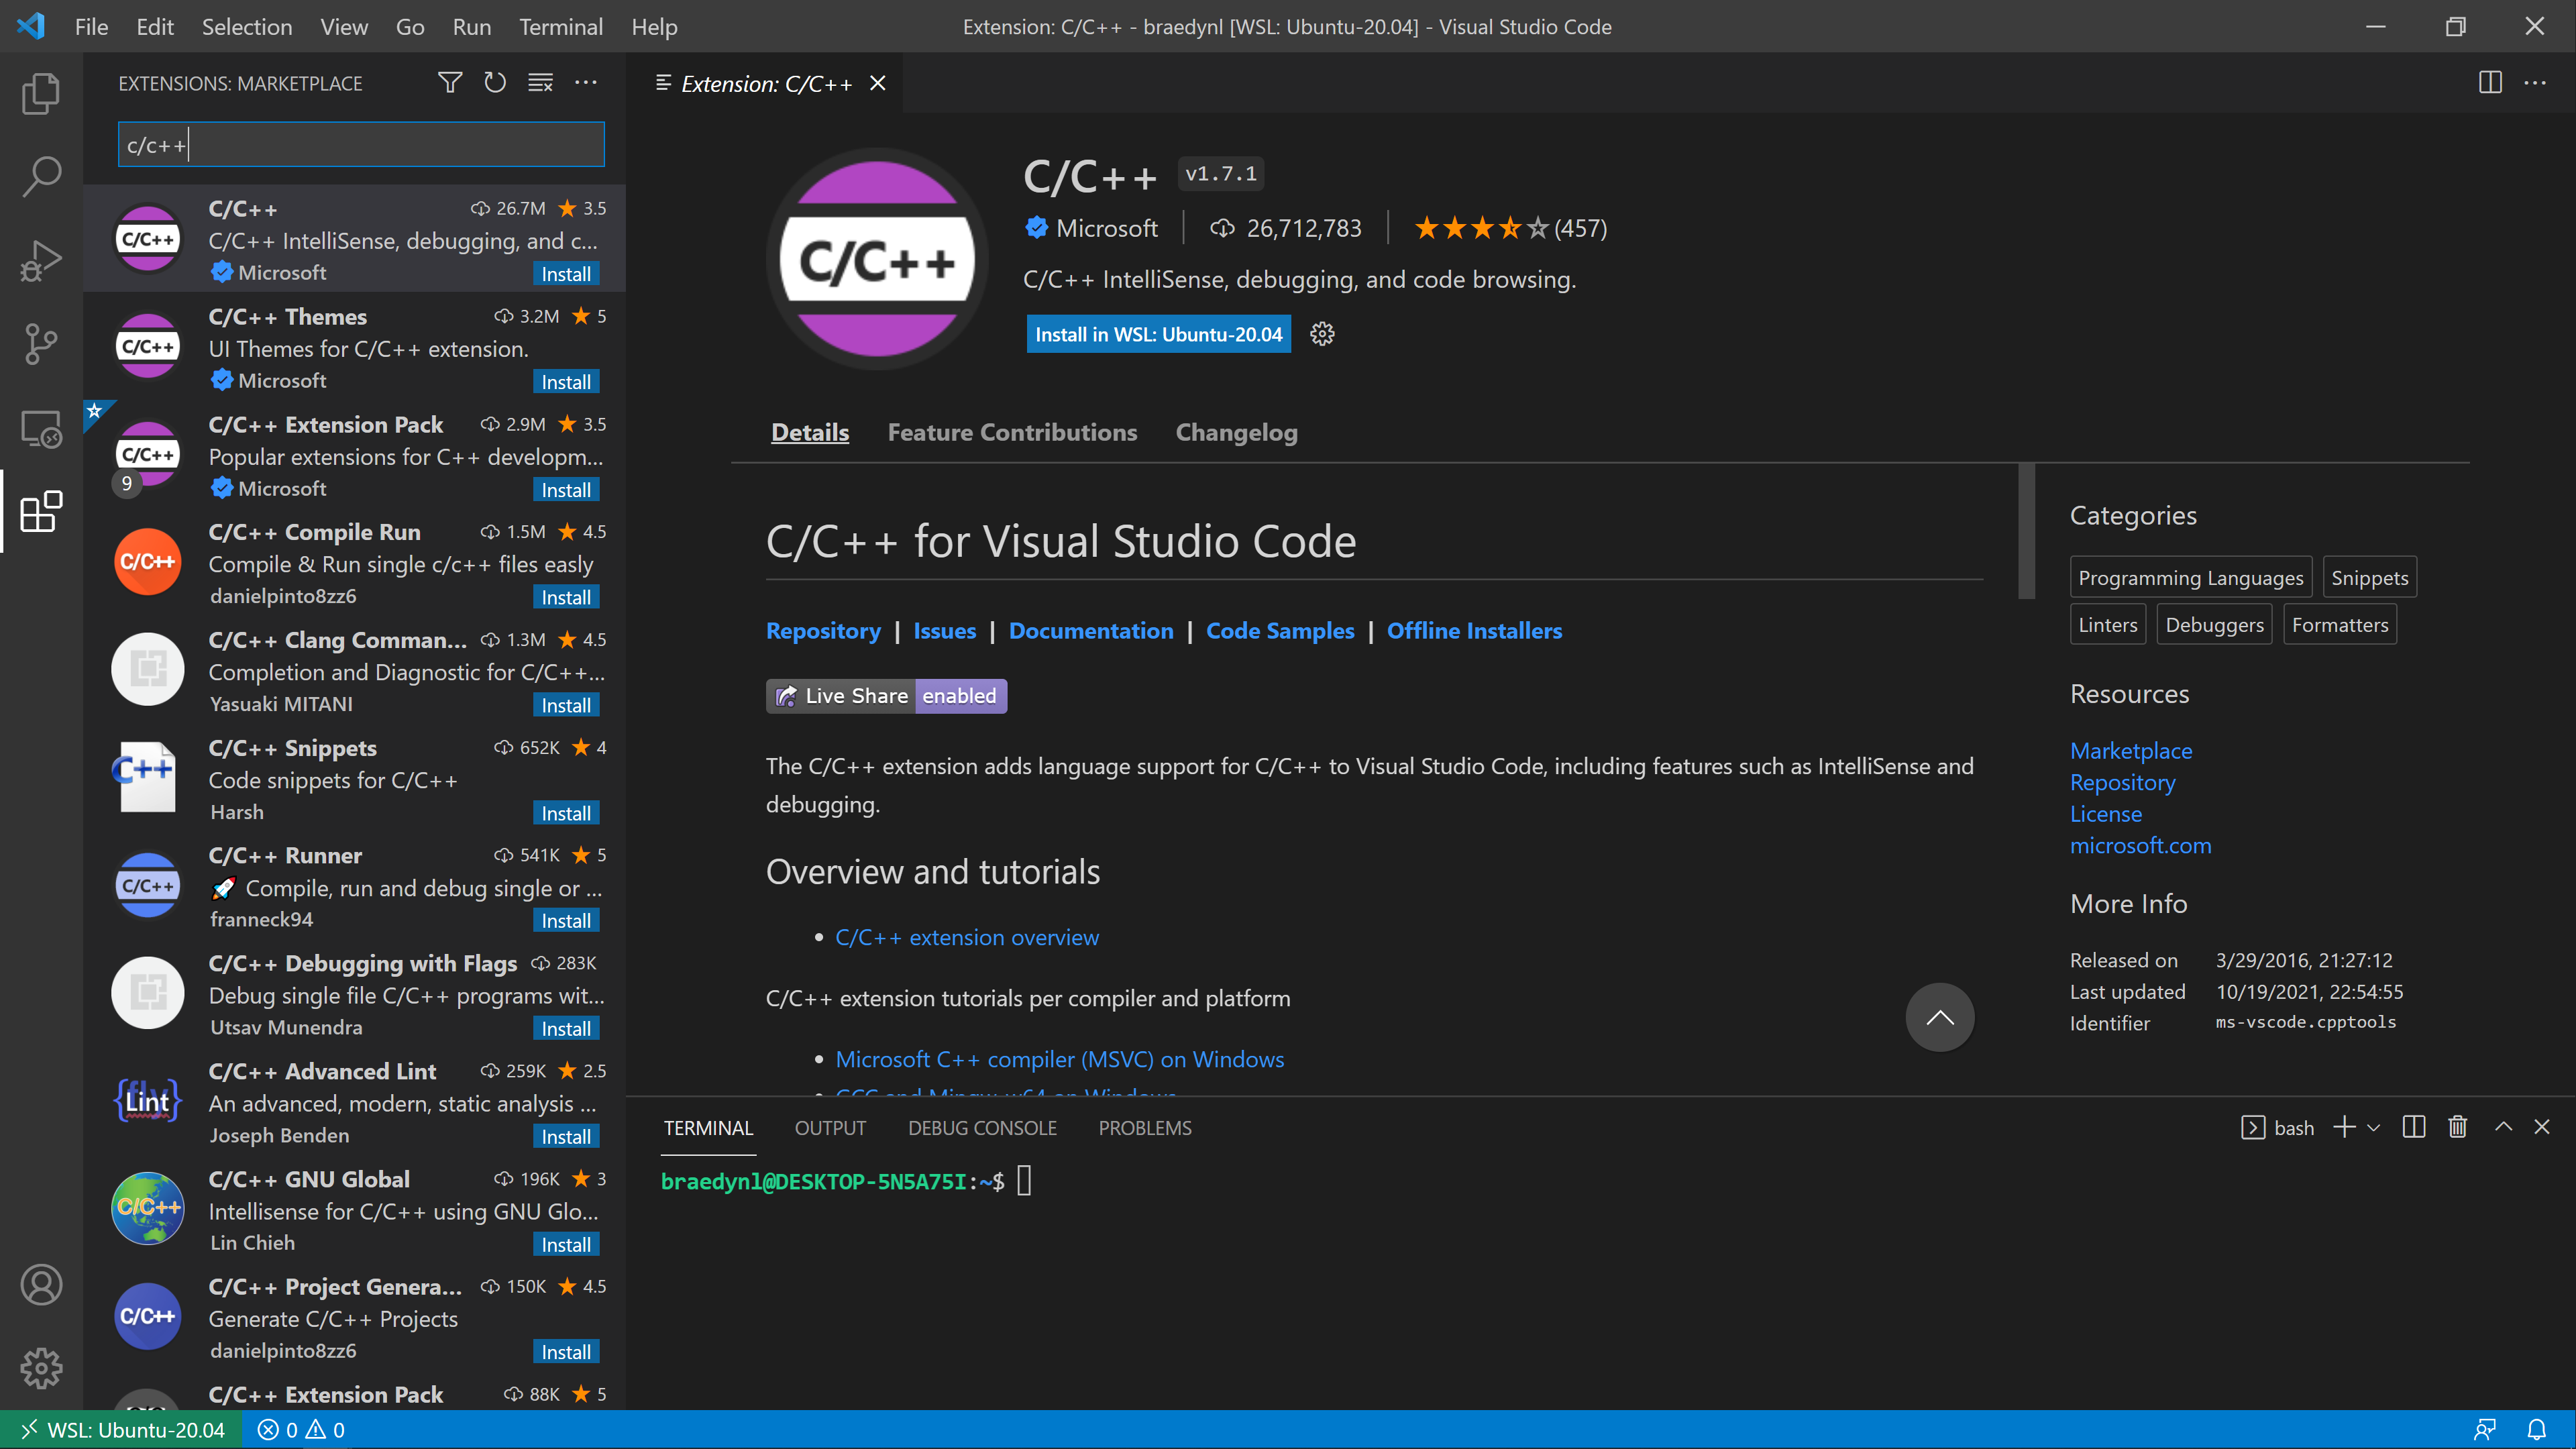 File Edit Selection View Go Run Terminal Help
Extension: C/C++ - braedynl [WSL: Ubuntu-20.04] - Visual Studio Code
EXTENSIONS: MARKETPLACE
c/c++
C/C++ 26.7M 3.5
C/C++ IntelliSense, debugging, and c...
Microsoft Install
C/C++
C/C++ Themes 3.2M 5
UI Themes for C/C++ extension.
Microsoft Install
C/C++
C/C++ Extension Pack 2.9M 3.5
Popular extensions for C++ developm...
Microsoft Install
C/C++
9
C/C++ Compile Run 1.5M 4.5
Compile & Run single c/c++ files easly
danielpinto8zz6 Install
C/C++
C/C++ Clang Comman... 1.3M 4.5
Completion and Diagnostic for C/C++...
Yasuaki MITANI Install
C/C++ Snippets 652K 4
Code snippets for C/C++
Harsh Install
C++
C/C++ Runner 541K 5
🚀 Compile, run and debug single or ...
franneck94 Install
C/C++
C/C++ Debugging with Flags 283K
Debug single file C/C++ programs wit...
Utsav Munendra Install
C/C++ Advanced Lint 259K 2.5
An advanced, modern, static analysis ...
Joseph Benden Install
{Lint}
C/C++ GNU Global 196K 3
Intellisense for C/C++ using GNU Glo...
Lin Chieh Install
C/C++
C/C++ Project Genera... 150K 4.5
Generate C/C++ Projects
danielpinto8zz6 Install
C/C++
C/C++ Extension Pack 88K 5
Extension: C/C++
C/C++
C/C++ v1.7.1
Microsoft | 26,712,783 | (457)
C/C++ IntelliSense, debugging, and code browsing.
Install in WSL: Ubuntu-20.04
Details Feature Contributions Changelog
C/C++ for Visual Studio Code
Repository | Issues | Documentation | Code Samples | Offline Installers
Live Share enabled
The C/C++ extension adds language support for C/C++ to Visual Studio Code, including features such as IntelliSense and
debugging.
Overview and tutorials
• C/C++ extension overview
C/C++ extension tutorials per compiler and platform
• Microsoft C++ compiler (MSVC) on Windows
• GCC and Mingw-w64 on Windows
Categories
Programming Languages Snippets
Linters Debuggers Formatters
Resources
Marketplace
Repository
License
microsoft.com
More Info
Released on 3/29/2016, 21:27:12
Last updated 10/19/2021, 22:54:55
Identifier ms-vscode.cpptools
TERMINAL OUTPUT DEBUG CONSOLE PROBLEMS
bash
braedynl@DESKTOP-5N5A75I:~$
WSL: Ubuntu-20.04 0 0